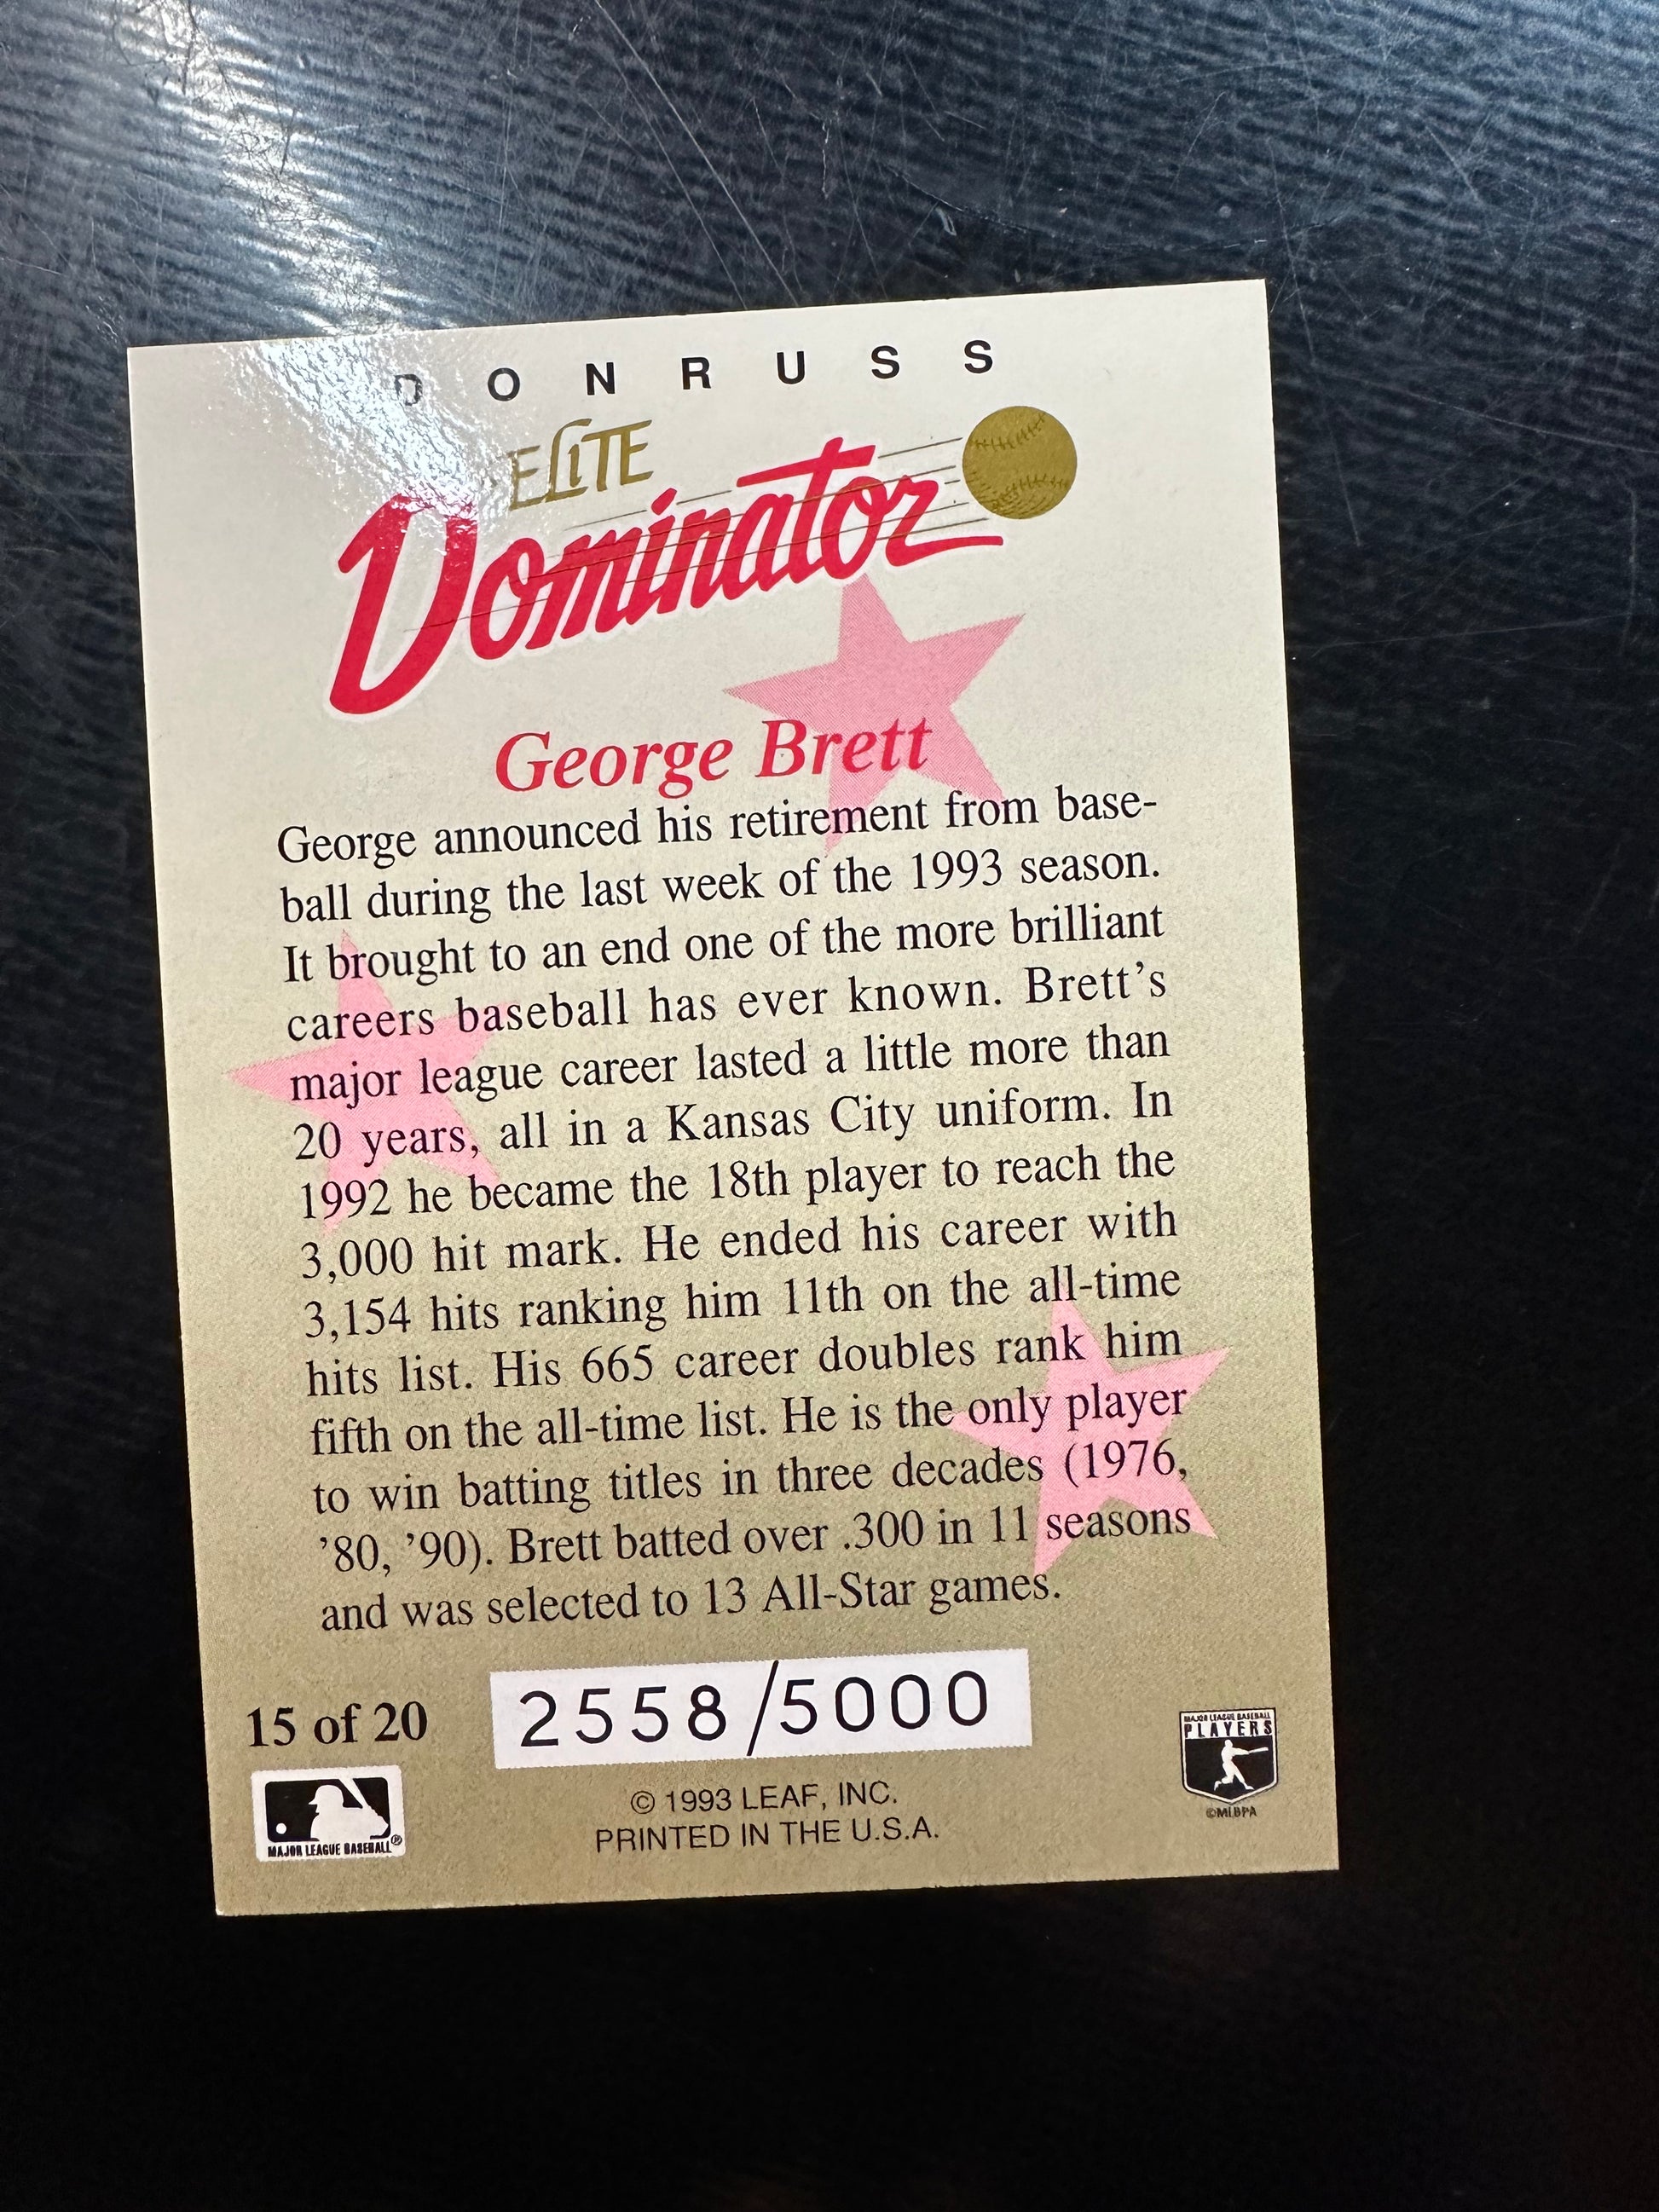 DONRUSS
ELITE
Dominator
George Brett
George announced his retirement from base-
ball during the last week of the 1993 season.
It brought to an end one of the more brilliant
careers baseball has ever known. Brett's
major league career lasted a little more than
20 years, all in a Kansas City uniform. In
1992 he became the 18th player to reach the
3,000 hit mark. He ended his career with
3,154 hits ranking him 11th on the all-time
hits list. His 665 career doubles rank him
fifth on the all-time list. He is the only player
to win batting titles in three decades (1976,
'80, '90). Brett batted over .300 in 11 seasons
and was selected to 13 All-Star games.
15 of 20
2558/5000
MAJOR LEAGUE BASEBALL®
© 1993 LEAF, INC.
PRINTED IN THE U.S.A.
MAJOR LEAGUE BASEBALL
PLAYERS
©MLBPA